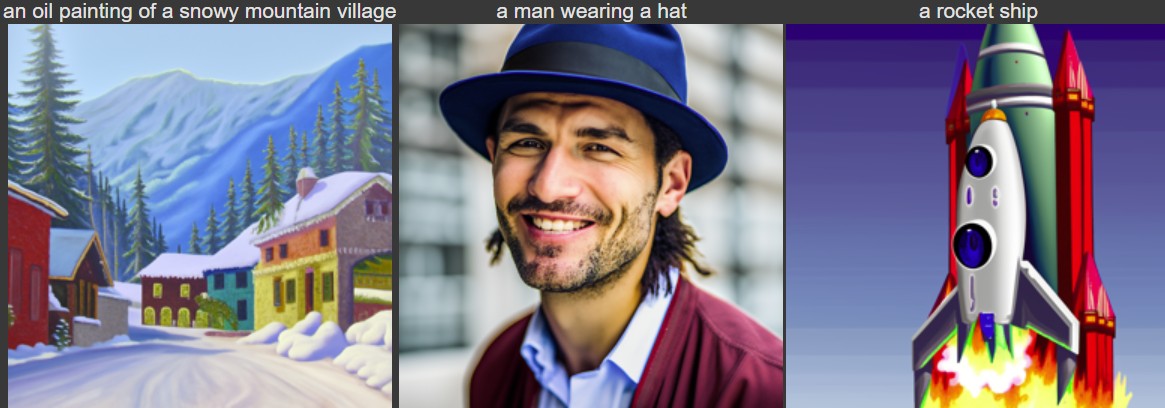 an oil painting of a snowy mountain village
a man wearing a hat
a rocket ship